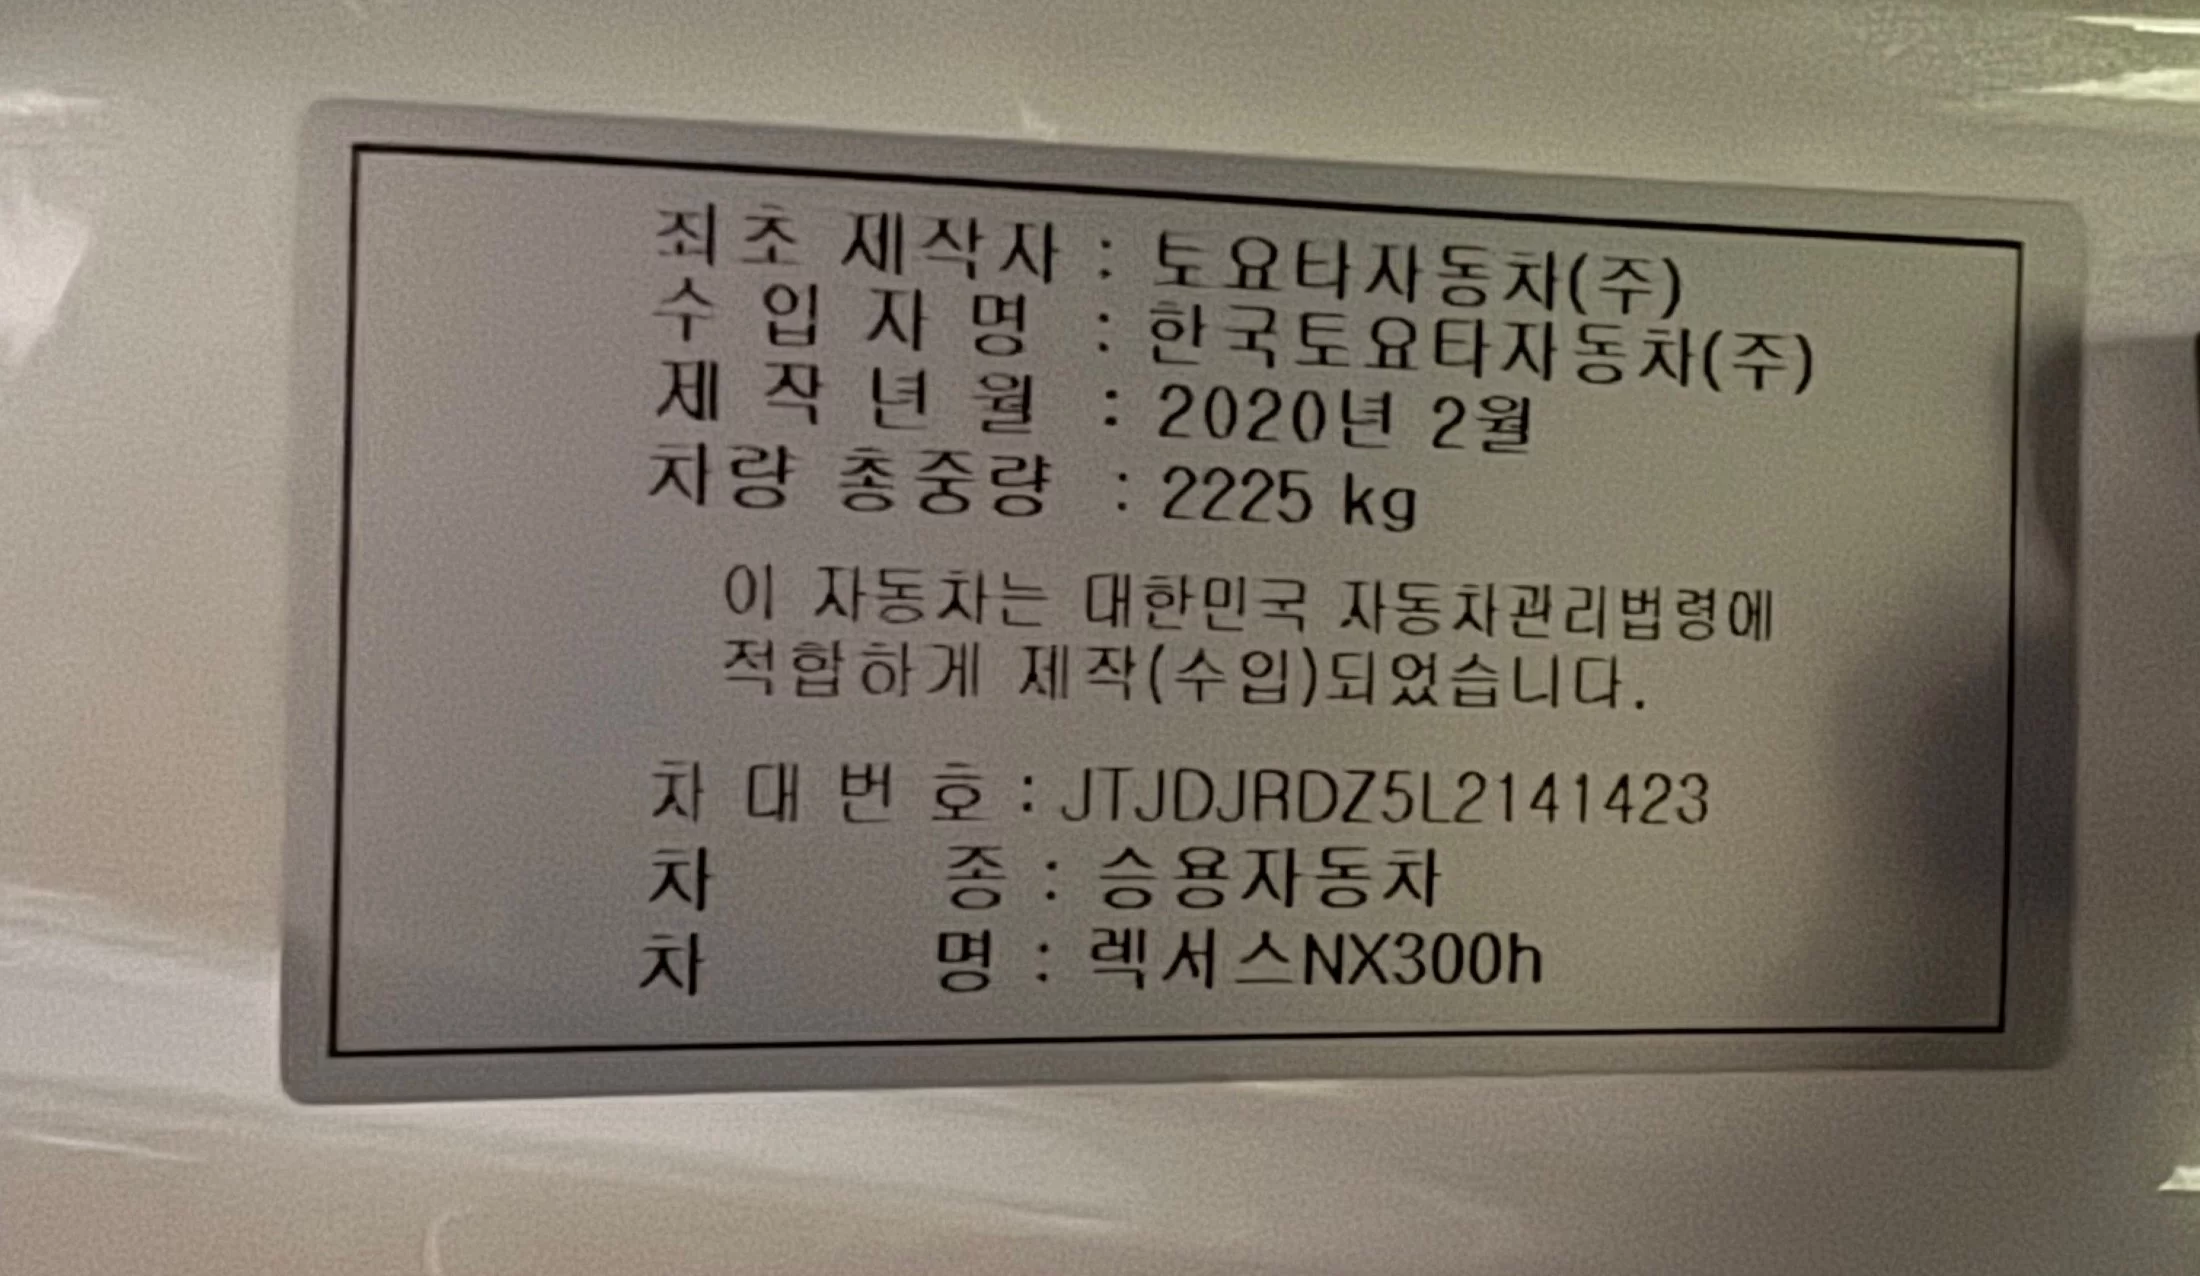 최초 제작자 : 토요타자동차(주)
수 입 자 명 : 한국토요타자동차(주)
제 작 년 월 : 2020년 2월
차량 총중량 : 2225 kg
이 자동차는 대한민국 자동차관리법령에
적합하게 제작(수입)되었습니다.
차 대 번 호 : JTJDJRDZ5L2141423
차 종 : 승용자동차
차 명 : 렉서스NX300h